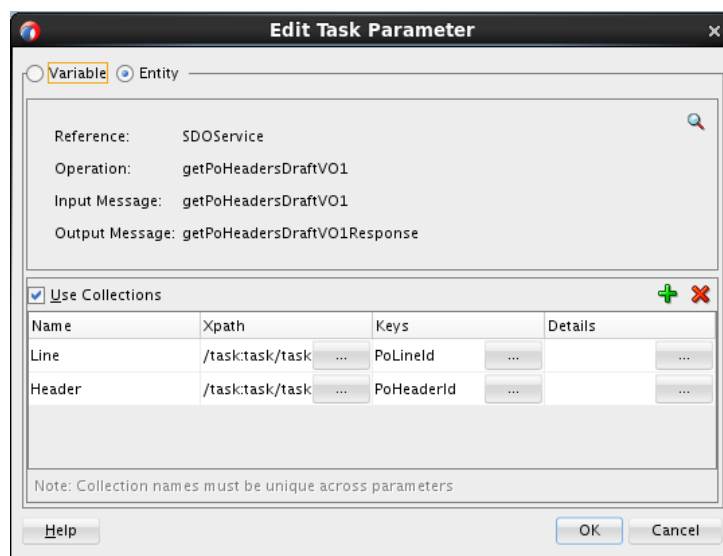 Edit Task Parameter
Variable Entity
Reference: SDOService
Operation: getPoHeadersDraftVO1
Input Message: getPoHeadersDraftVO1
Output Message: getPoHeadersDraftVO1Response
Use Collections
Name Xpath Keys Details
Line /task:task/task ... PoLineId ... ...
Header /task:task/task ... PoHeaderId ... ...
Note: Collection names must be unique across parameters
Help OK Cancel